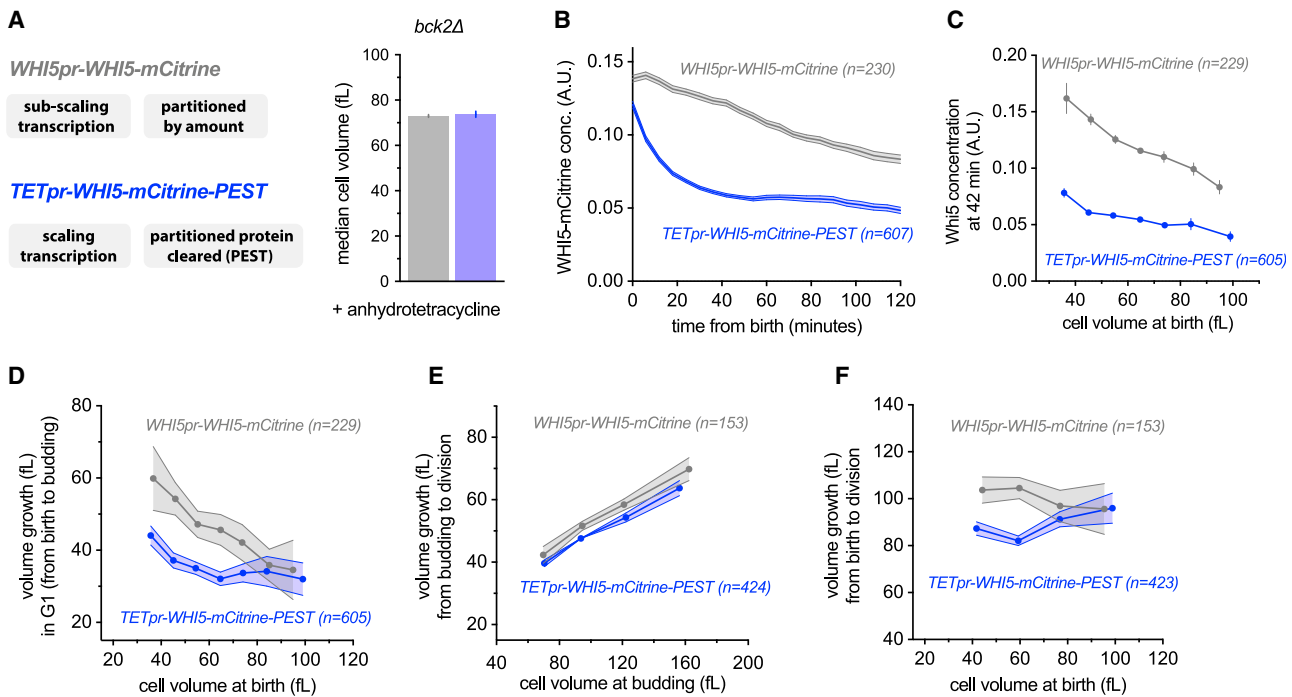 A
WHI5pr-WHI5-mCitrine
sub-scaling
transcription
partitioned
by amount
TETpr-WHI5-mCitrine-PEST
scaling
transcription
partitioned protein
cleared (PEST)
bck2Δ
median cell volume (fL)
100
80
60
40
20
0
+ anhydrotetracycline
B
WHI5-mCitrine conc. (A.U.)
0.15
0.10
0.05
0.00
WHI5pr-WHI5-mCitrine (n=230)
TETpr-WHI5-mCitrine-PEST (n=607)
0 20 40 60 80 100 120
time from birth (minutes)
C
Whi5 concentration
at 42 min (A.U.)
0.20
0.15
0.10
0.05
0.00
WHI5pr-WHI5-mCitrine (n=229)
TETpr-WHI5-mCitrine-PEST (n=605)
40 60 80 100
cell volume at birth (fL)
D
volume growth (fL)
in G1 (from birth to budding)
80
60
40
20
WHI5pr-WHI5-mCitrine (n=229)
TETpr-WHI5-mCitrine-PEST (n=605)
20 40 60 80 100 120
cell volume at birth (fL)
E
volume growth (fL)
from budding to division
80
60
40
20
WHI5pr-WHI5-mCitrine (n=153)
TETpr-WHI5-mCitrine-PEST (n=424)
40 80 120 160 200
cell volume at budding (fL)
F
volume growth (fL)
from birth to division
140
120
100
80
60
40
WHI5pr-WHI5-mCitrine (n=153)
TETpr-WHI5-mCitrine-PEST (n=423)
20 40 60 80 100 120
cell volume at birth (fL)